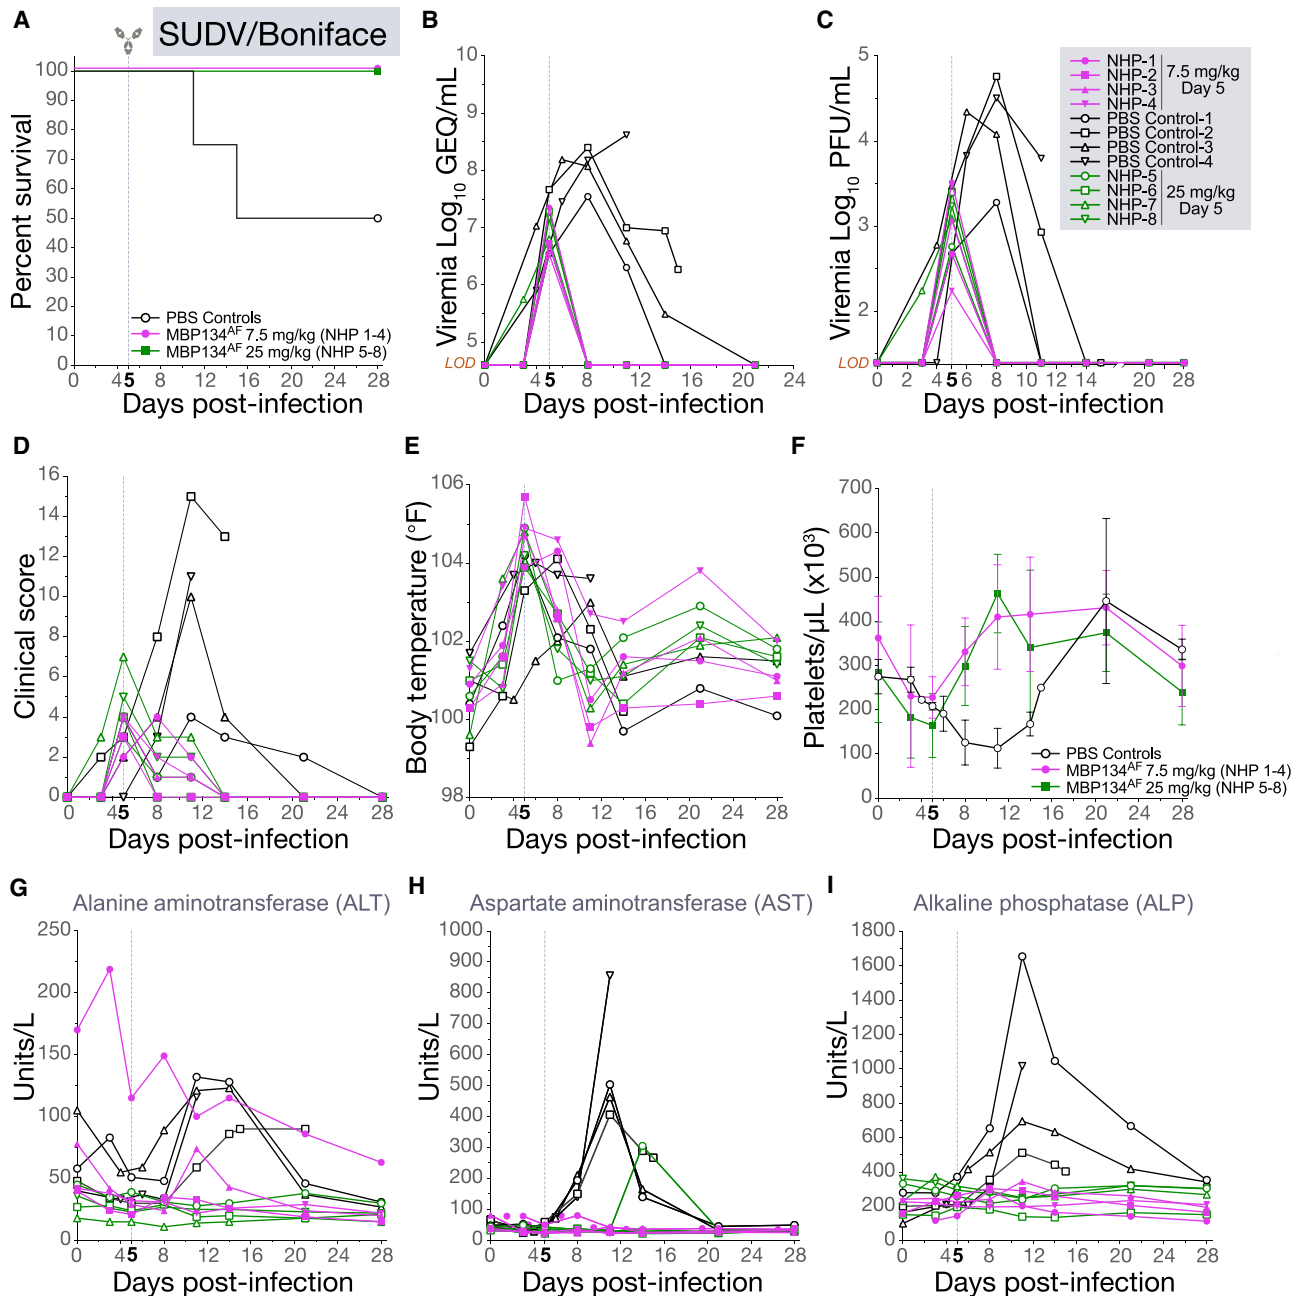 A
SUDV/Boniface
Percent survival
100
90
80
70
60
50
40
30
20
10
0
PBS Controls
MBP134AF 7.5 mg/kg (NHP 1-4)
MBP134AF 25 mg/kg (NHP 5-8)
0 4 5 8 12 16 20 24 28
Days post-infection
B
Viremia Log10 GEQ/mL
10
9
8
7
6
5
LOD
0 4 5 8 12 16 20 24
Days post-infection
C
Viremia Log10 PFU/mL
5
4
3
2
LOD
0 2 4 5 6 8 10 14 20 28
Days post-infection
NHP-1
NHP-2
NHP-3
NHP-4
7.5 mg/kg
Day 5
PBS Control-1
PBS Control-2
PBS Control-3
PBS Control-4
NHP-5
NHP-6
NHP-7
NHP-8
25 mg/kg
Day 5
D
Clinical score
16
14
12
10
8
6
4
2
0
0 4 5 8 12 16 20 24 28
Days post-infection
E
Body temperature (°F)
106
104
102
100
98
0 4 5 8 12 16 20 24 28
Days post-infection
F
Platelets/µL (x10³)
700
600
500
400
300
200
100
0
PBS Controls
MBP134AF 7.5 mg/kg (NHP 1-4)
MBP134AF 25 mg/kg (NHP 5-8)
0 4 5 8 12 16 20 24 28
Days post-infection
G
Alanine aminotransferase (ALT)
Units/L
250
200
150
100
50
0
0 4 5 8 12 16 20 24 28
Days post-infection
H
Aspartate aminotransferase (AST)
Units/L
1000
900
800
700
600
500
400
300
200
100
0
0 4 5 8 12 16 20 24 28
Days post-infection
I
Alkaline phosphatase (ALP)
Units/L
1800
1600
1400
1200
1000
800
600
400
200
0
0 4 5 8 12 16 20 24 28
Days post-infection